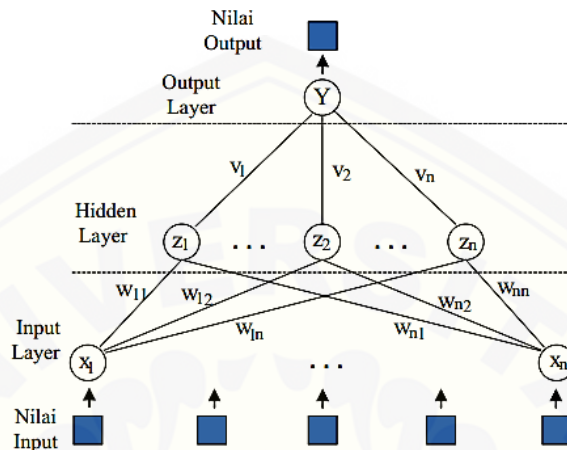 Nilai
Output
Output
Layer
Y
v1
v2
vn
Hidden
Layer
z1
. . .
z2
. . .
zn
w11
w12
w1n
wn1
wn2
wnn
Input
Layer
x1
. . .
xn
Nilai
Input